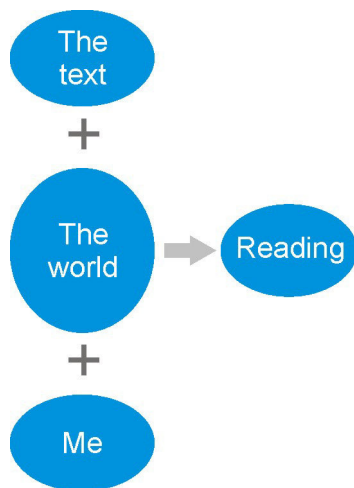 The
text
+
The
world
Reading
+
Me